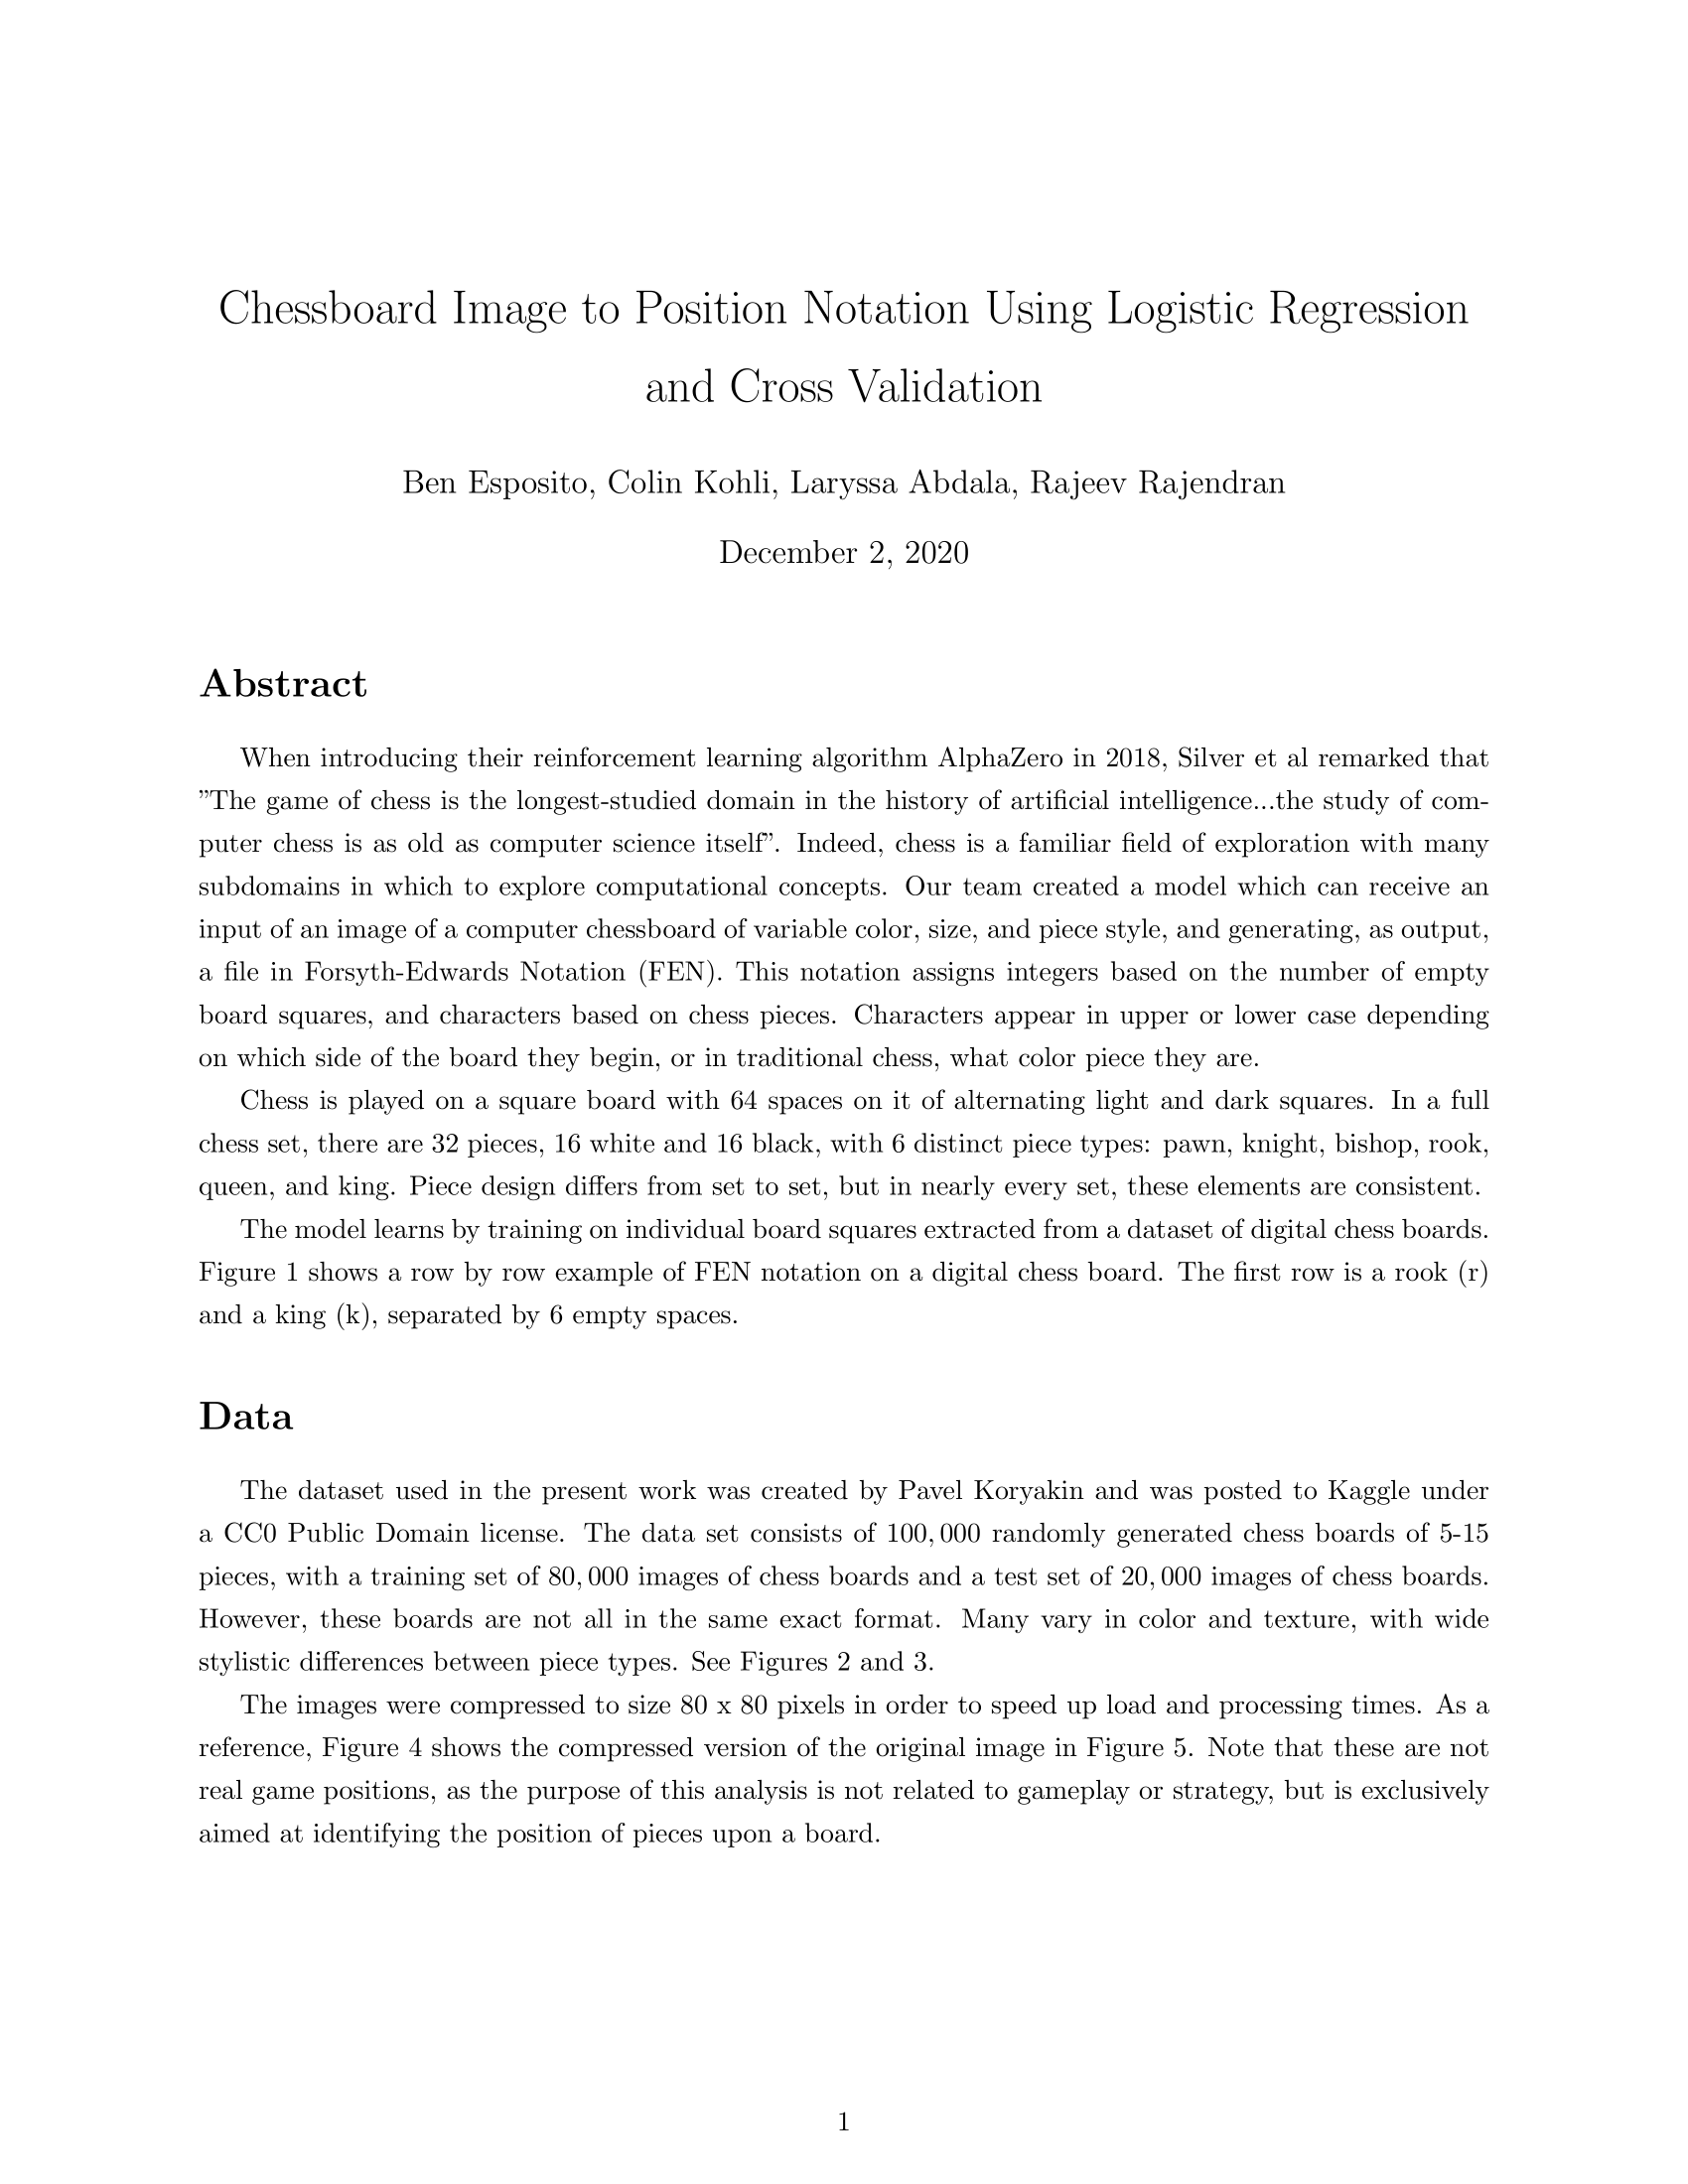 Chessboard Image to Position Notation Using Logistic Regression
and Cross Validation
Ben Esposito, Colin Kohli, Laryssa Abdala, Rajeev Rajendran
December 2, 2020
Abstract
When introducing their reinforcement learning algorithm AlphaZero in 2018, Silver et al remarked that
”The game of chess is the longest-studied domain in the history of artificial intelligence...the study of com-
puter chess is as old as computer science itself”. Indeed, chess is a familiar field of exploration with many
subdomains in which to explore computational concepts. Our team created a model which can receive an
input of an image of a computer chessboard of variable color, size, and piece style, and generating, as output,
a file in Forsyth-Edwards Notation (FEN). This notation assigns integers based on the number of empty
board squares, and characters based on chess pieces. Characters appear in upper or lower case depending
on which side of the board they begin, or in traditional chess, what color piece they are.
Chess is played on a square board with 64 spaces on it of alternating light and dark squares. In a full
chess set, there are 32 pieces, 16 white and 16 black, with 6 distinct piece types: pawn, knight, bishop, rook,
queen, and king. Piece design differs from set to set, but in nearly every set, these elements are consistent.
The model learns by training on individual board squares extracted from a dataset of digital chess boards.
Figure 1 shows a row by row example of FEN notation on a digital chess board. The first row is a rook (r)
and a king (k), separated by 6 empty spaces.
Data
The dataset used in the present work was created by Pavel Koryakin and was posted to Kaggle under
a CC0 Public Domain license. The data set consists of 100,000 randomly generated chess boards of 5-15
pieces, with a training set of 80,000 images of chess boards and a test set of 20,000 images of chess boards.
However, these boards are not all in the same exact format. Many vary in color and texture, with wide
stylistic differences between piece types. See Figures 2 and 3.
The images were compressed to size 80 x 80 pixels in order to speed up load and processing times. As a
reference, Figure 4 shows the compressed version of the original image in Figure 5. Note that these are not
real game positions, as the purpose of this analysis is not related to gameplay or strategy, but is exclusively
aimed at identifying the position of pieces upon a board.
1